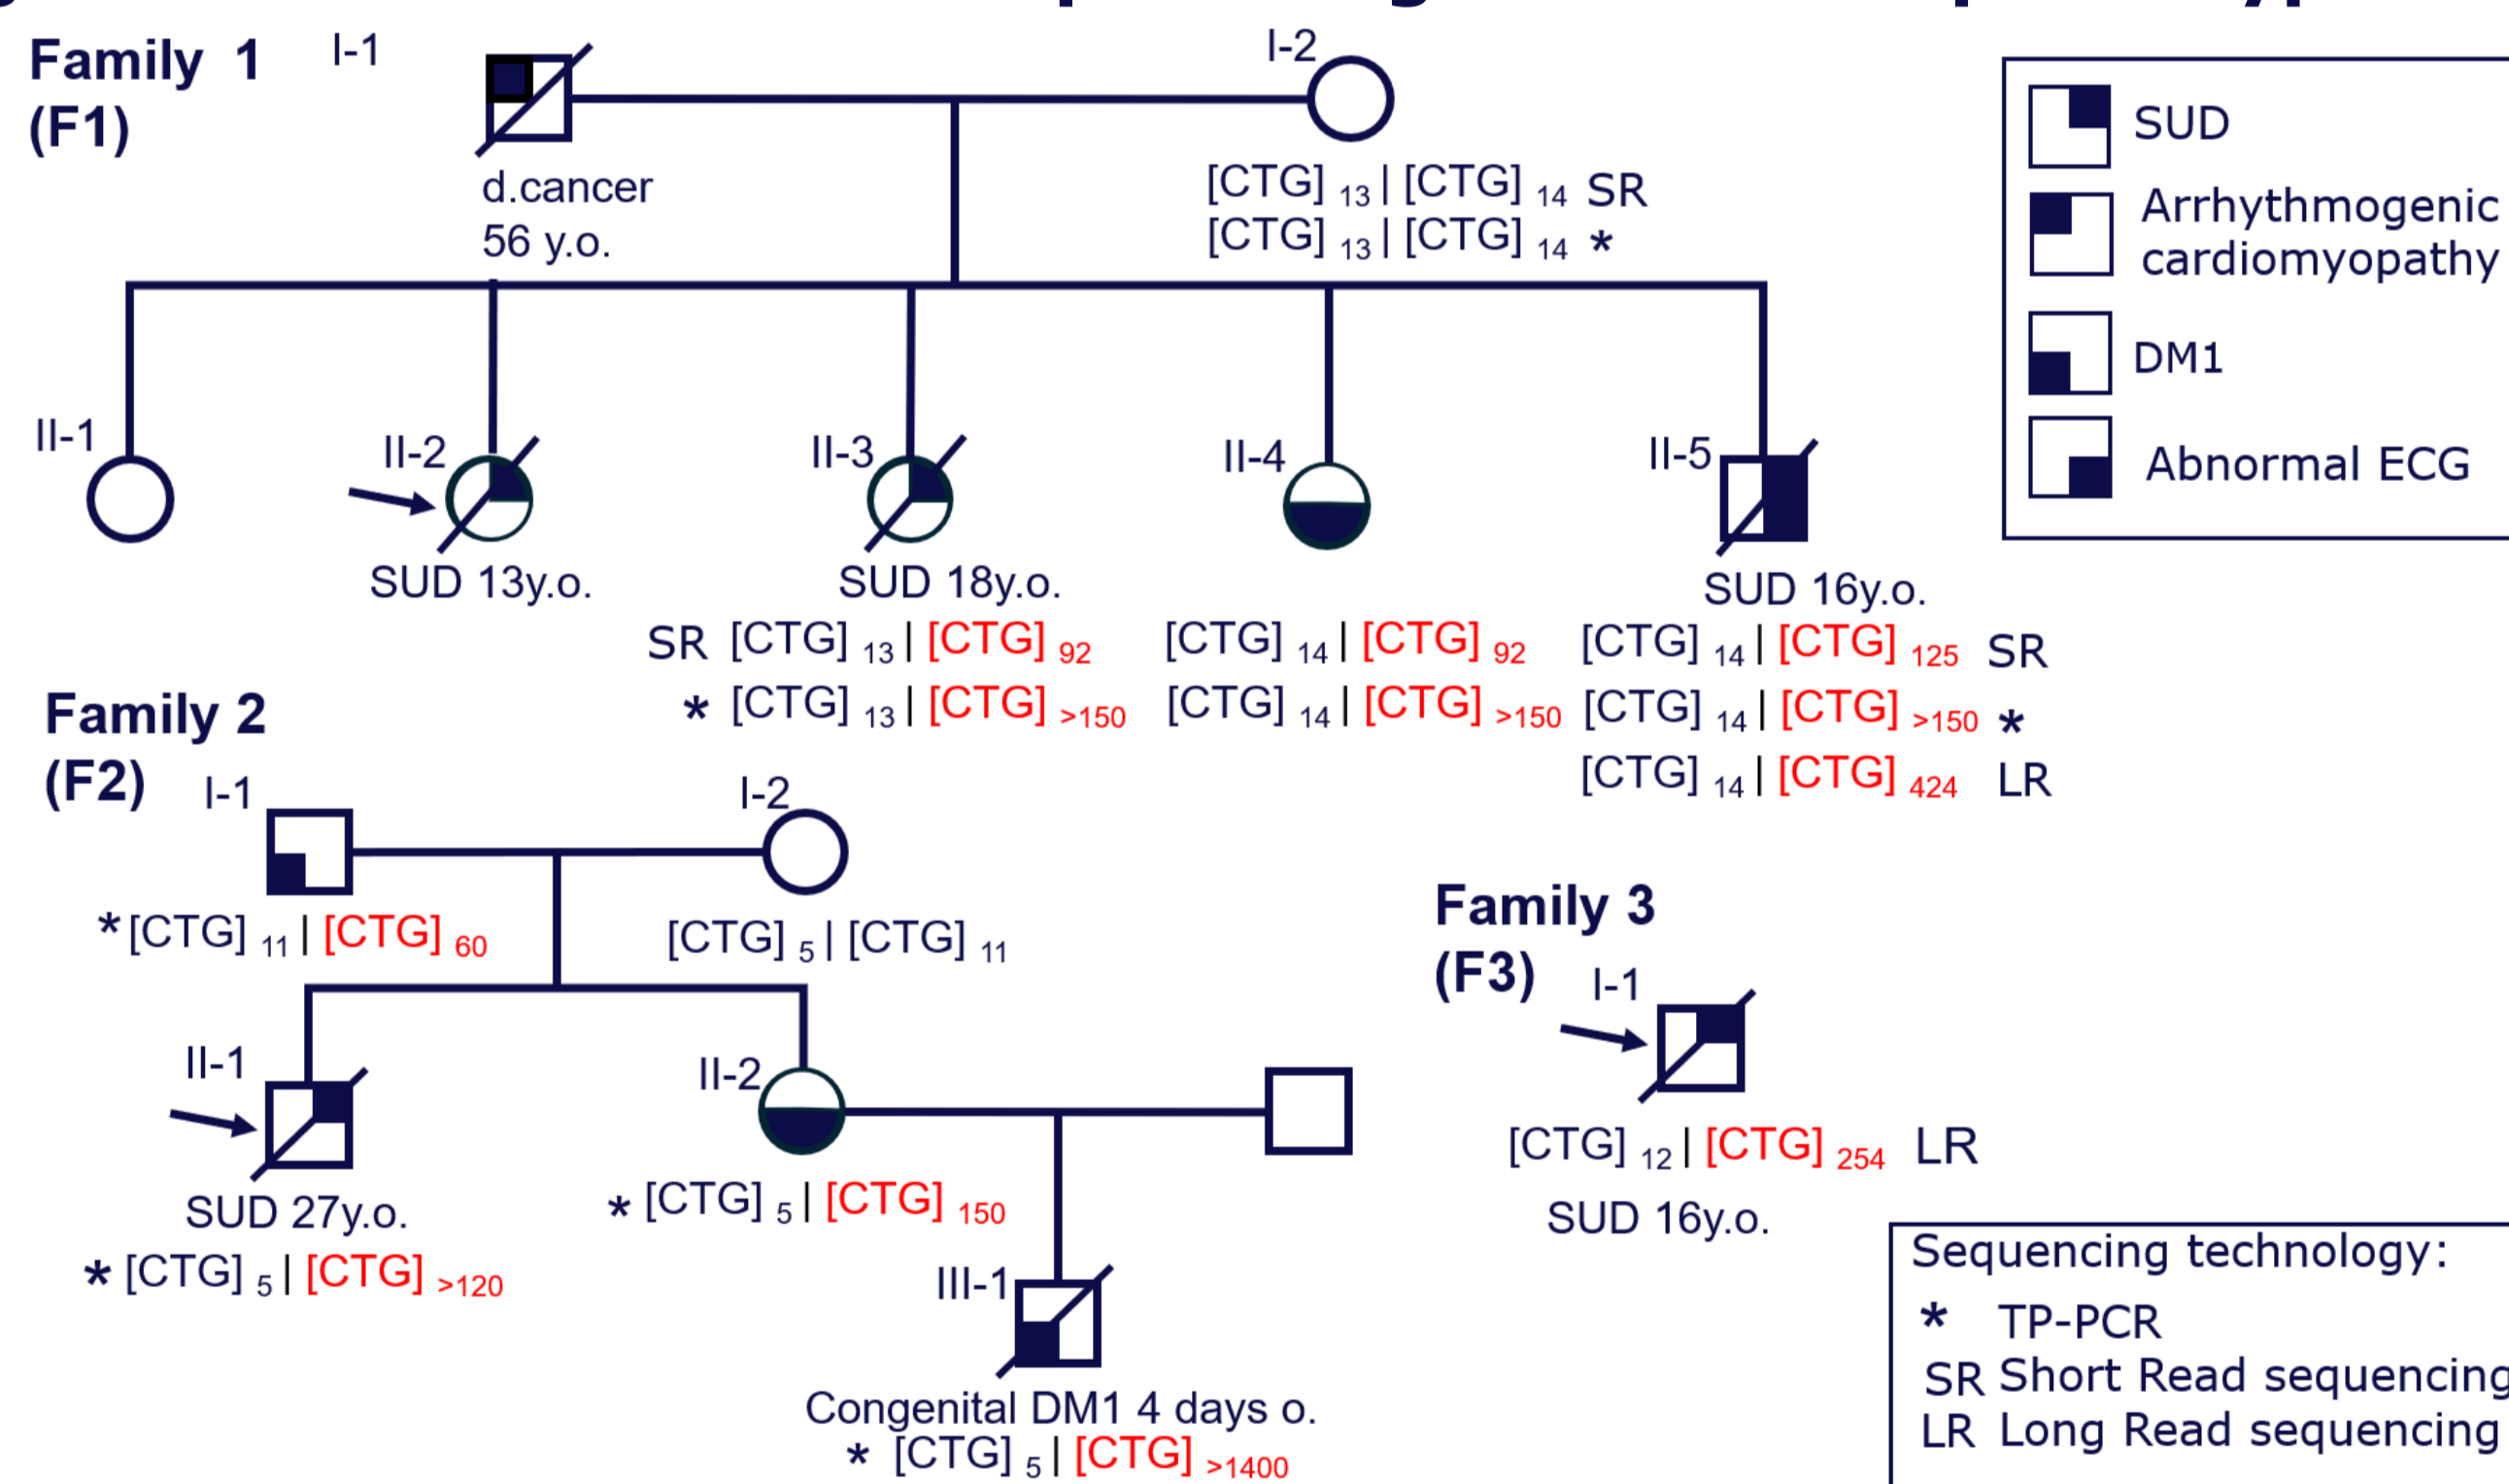 Family 1
(F1)
I-1
I-2
d.cancer
56 y.o.
[CTG] 13 | [CTG] 14 SR
[CTG] 13 | [CTG] 14 *
SUD
Arrhythmogenic
cardiomyopathy
DM1
Abnormal ECG
II-1
II-2
II-3
II-4
II-5
SUD 13y.o.
SUD 18y.o.
SUD 16y.o.
SR [CTG] 13 | [CTG] 92
* [CTG] 13 | [CTG] >150
[CTG] 14 | [CTG] 92
[CTG] 14 | [CTG] >150
[CTG] 14 | [CTG] 125 SR
[CTG] 14 | [CTG] >150 *
[CTG] 14 | [CTG] 424 LR
Family 2
(F2)
I-1
I-2
*[CTG] 11 | [CTG] 60
[CTG] 5 | [CTG] 11
II-1
II-2
SUD 27y.o.
* [CTG] 5 | [CTG] >120
* [CTG] 5 | [CTG] 150
III-1
Congenital DM1 4 days o.
* [CTG] 5 | [CTG] >1400
Family 3
(F3)
I-1
[CTG] 12 | [CTG] 254 LR
SUD 16y.o.
Sequencing technology:
* TP-PCR
SR Short Read sequencing
LR Long Read sequencing